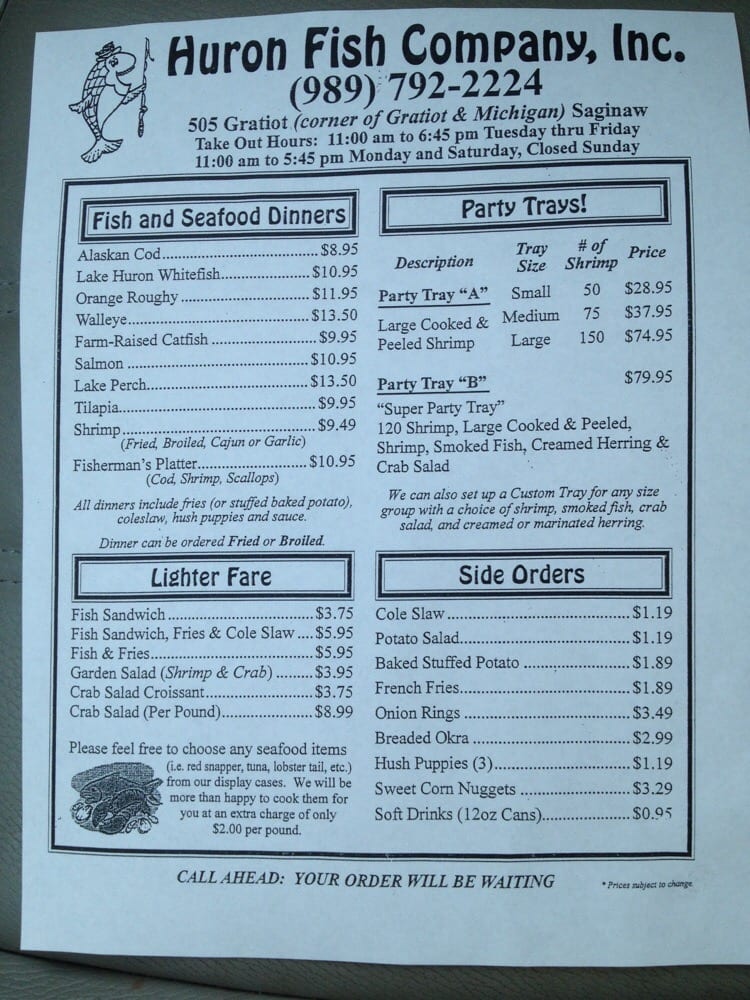 Huron Fish Company, Inc.
(989) 792-2224
505 Gratiot (corner of Gratiot & Michigan) Saginaw
Take Out Hours: 11:00 am to 6:45 pm Tuesday thru Friday
11:00 am to 5:45 pm Monday and Saturday, Closed Sunday
Fish and Seafood Dinners
Alaskan Cod....................................$8.95
Lake Huron Whitefish.....................$10.95
Orange Roughy..............................$11.95
Walleye..........................................$13.50
Farm-Raised Catfish........................$9.95
Salmon..........................................$10.95
Lake Perch.....................................$13.50
Tilapia.............................................$9.95
Shrimp.............................................$9.49
(Fried, Broiled, Cajun or Garlic)
Fisherman's Platter.........................$10.95
(Cod, Shrimp, Scallops)
All dinners include fries (or stuffed baked potato),
coleslaw, hush puppies and sauce.
Dinner can be ordered Fried or Broiled.
Lighter Fare
Fish Sandwich.................................$3.75
Fish Sandwich, Fries & Cole Slaw....$5.95
Fish & Fries.....................................$5.95
Garden Salad (Shrimp & Crab).........$3.95
Crab Salad Croissant........................$3.75
Crab Salad (Per Pound).....................$8.99
Please feel free to choose any seafood items
(i.e. red snapper, tuna, lobster tail, etc.)
from our display cases. We will be
more than happy to cook them for
you at an extra charge of only
$2.00 per pound.
Party Trays!
Description Tray Size # of Shrimp Price
Party Tray "A" Small 50 $28.95
Large Cooked & Medium 75 $37.95
Peeled Shrimp Large 150 $74.95
Party Tray "B" $79.95
"Super Party Tray"
120 Shrimp, Large Cooked & Peeled,
Shrimp, Smoked Fish, Creamed Herring &
Crab Salad
We can also set up a Custom Tray for any size
group with a choice of shrimp, smoked fish, crab
salad, and creamed or marinated herring.
Side Orders
Cole Slaw.........................................$1.19
Potato Salad......................................$1.19
Baked Stuffed Potato........................$1.89
French Fries......................................$1.89
Onion Rings.....................................$3.49
Breaded Okra...................................$2.99
Hush Puppies (3)..............................$1.19
Sweet Corn Nuggets.........................$3.29
Soft Drinks (12oz Cans)....................$0.95
CALL AHEAD: YOUR ORDER WILL BE WAITING
* Prices subject to change